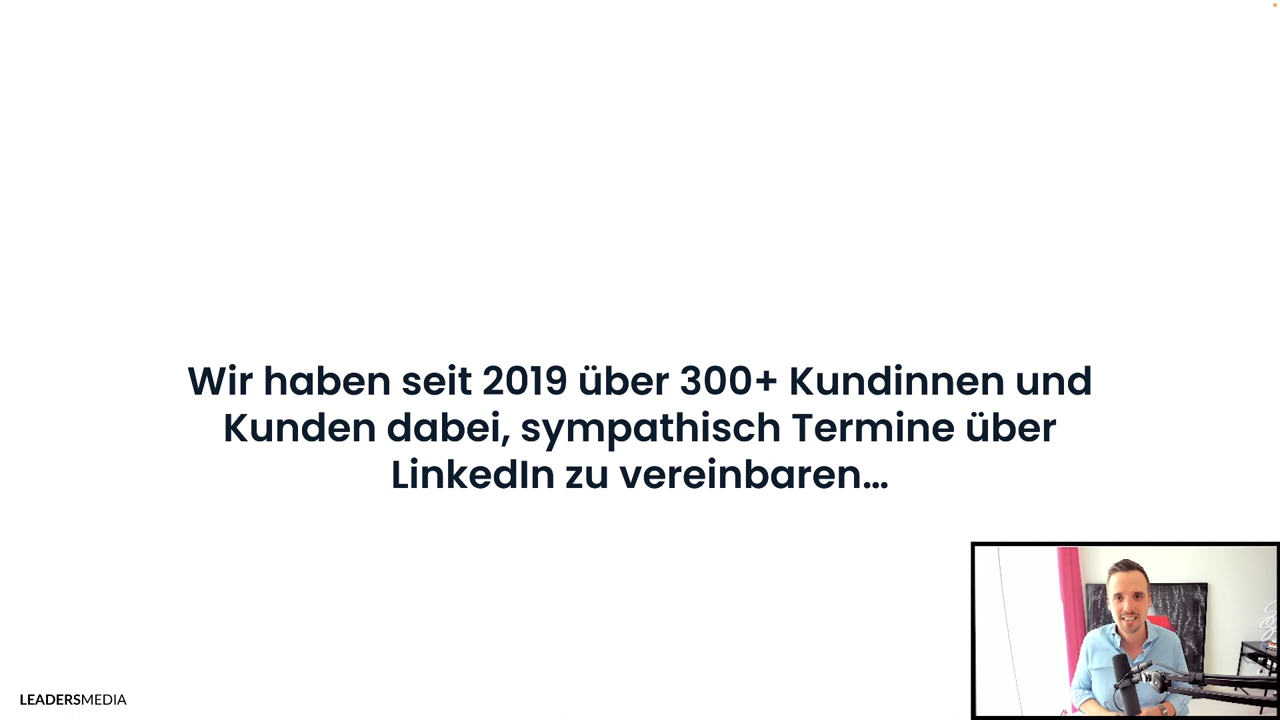 Wir haben seit 2019 über 300+ Kundinnen und
Kunden dabei, sympathisch Termine über
LinkedIn zu vereinbaren…
LEADERSMEDIA